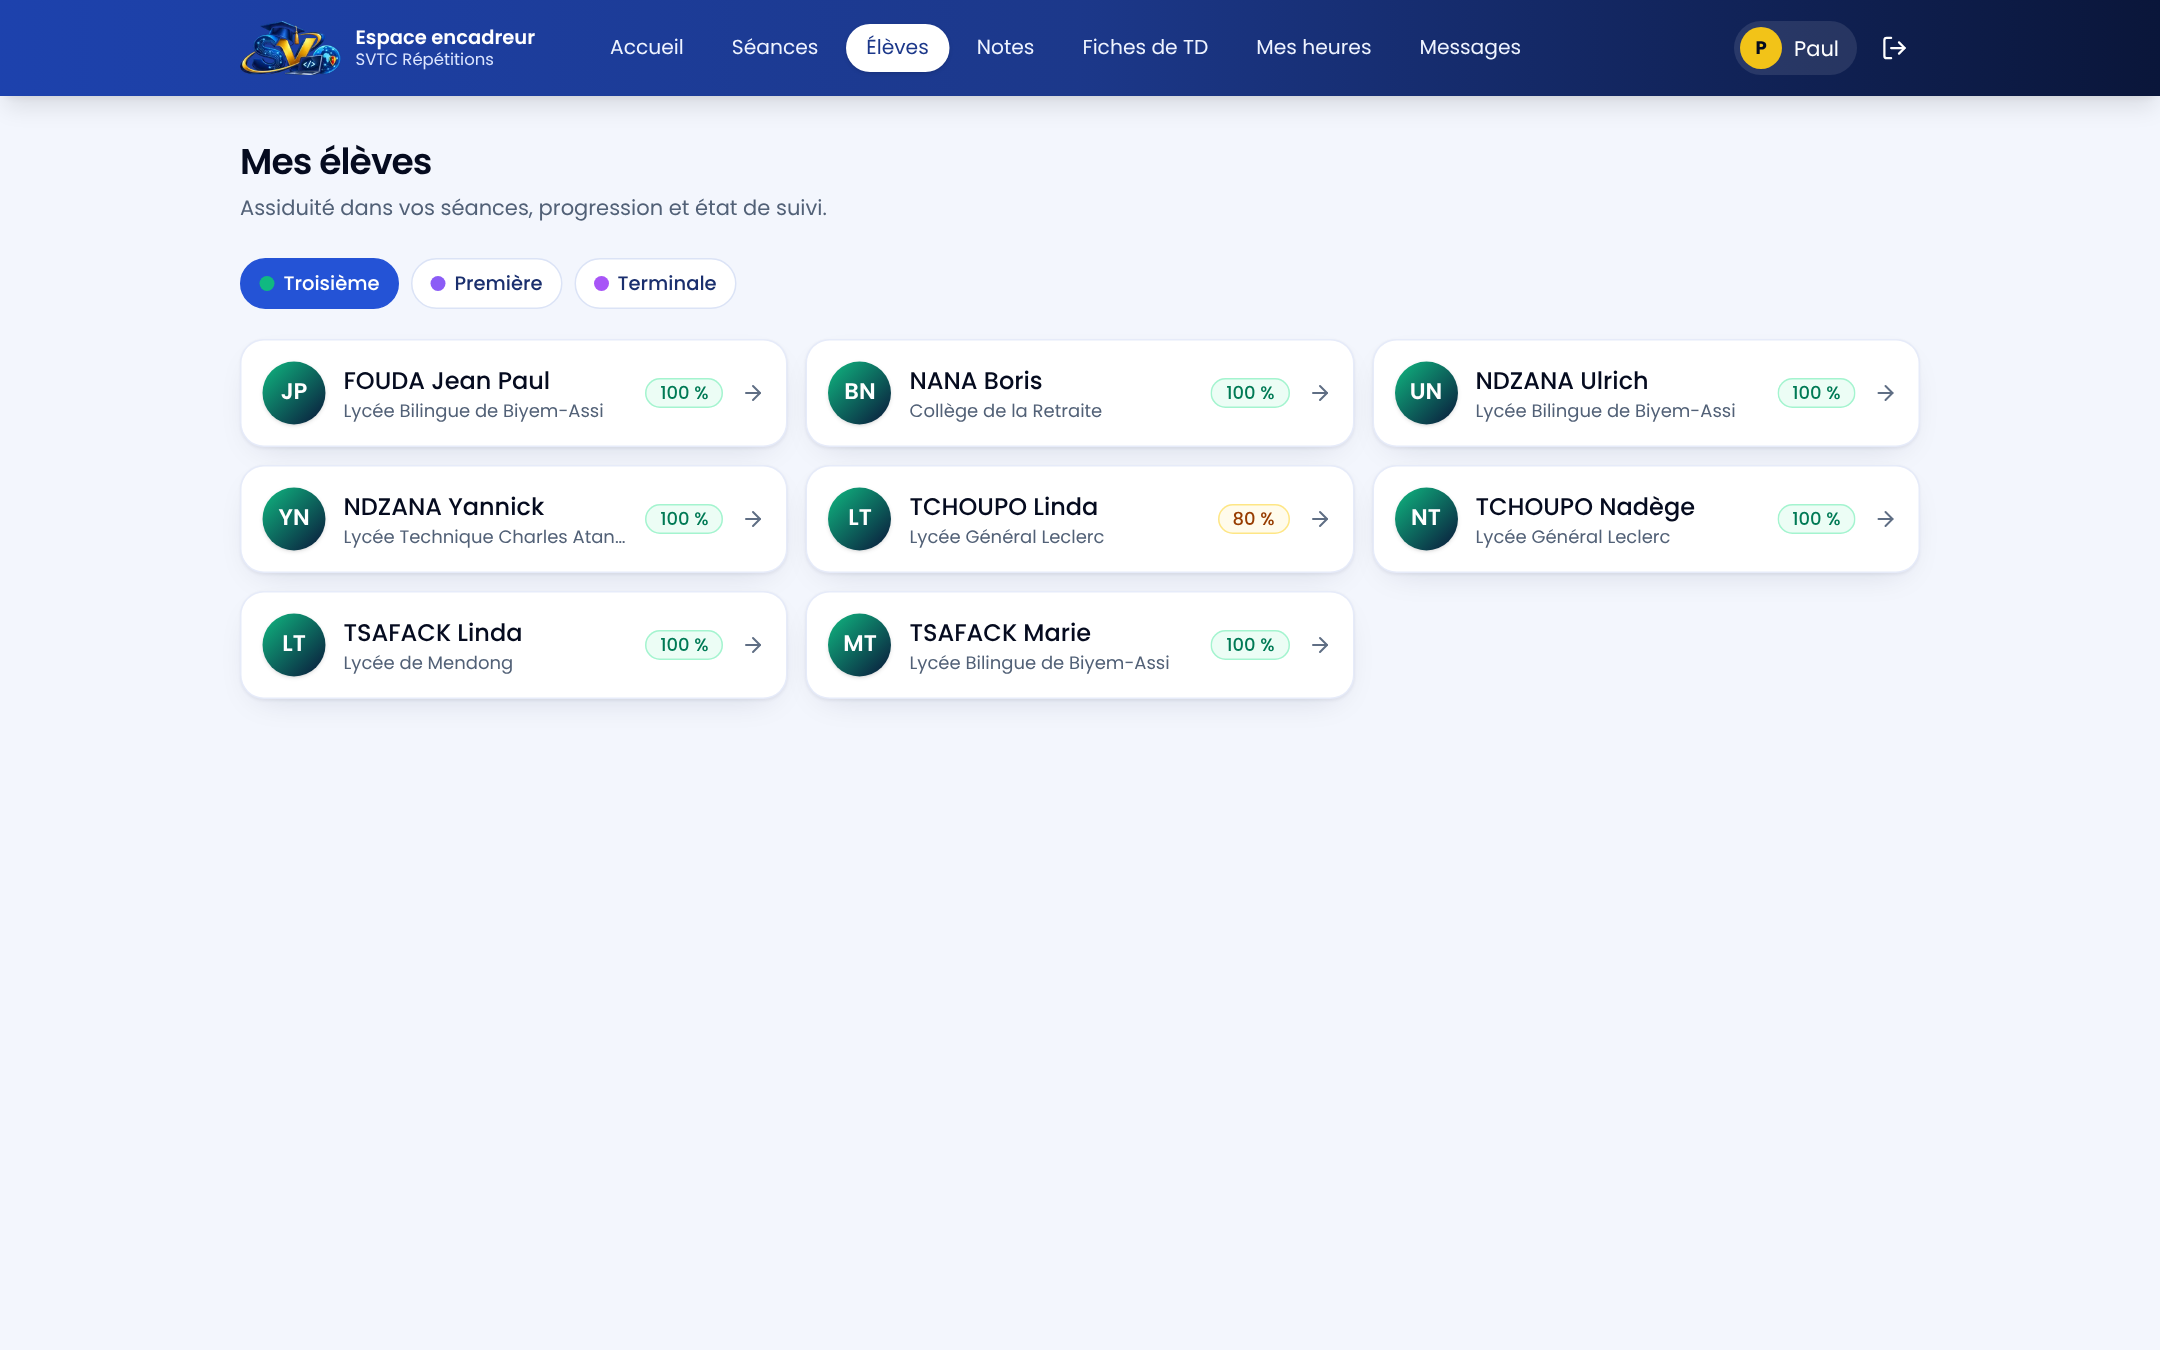 Espace encadreur
SVTC Répétitions
Accueil
Séances
Élèves
Notes
Fiches de TD
Mes heures
Messages
P
Paul
Mes élèves
Assiduité dans vos séances, progression et état de suivi.
Troisième
Première
Terminale
JP
FOUDA Jean Paul
Lycée Bilingue de Biyem-Assi
100 %
BN
NANA Boris
Collège de la Retraite
100 %
UN
NDZANA Ulrich
Lycée Bilingue de Biyem-Assi
100 %
YN
NDZANA Yannick
Lycée Technique Charles Atan...
100 %
LT
TCHOUPO Linda
Lycée Général Leclerc
80 %
NT
TCHOUPO Nadège
Lycée Général Leclerc
100 %
LT
TSAFACK Linda
Lycée de Mendong
100 %
MT
TSAFACK Marie
Lycée Bilingue de Biyem-Assi
100 %